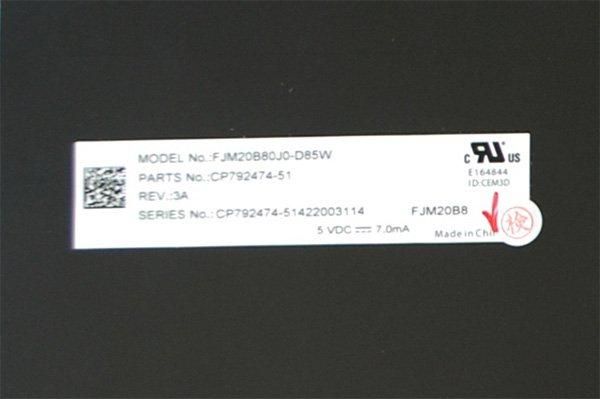 MODEL No.:FJM20B80J0-D85W
PARTS No.:CP792474-51
REV.:3A
SERIES No.: CP792474-51422003114
5 VDC ⎓ 7.0mA
C RU US
E164844
ID:CEM3D
FJM20B8
Made in Chi
検